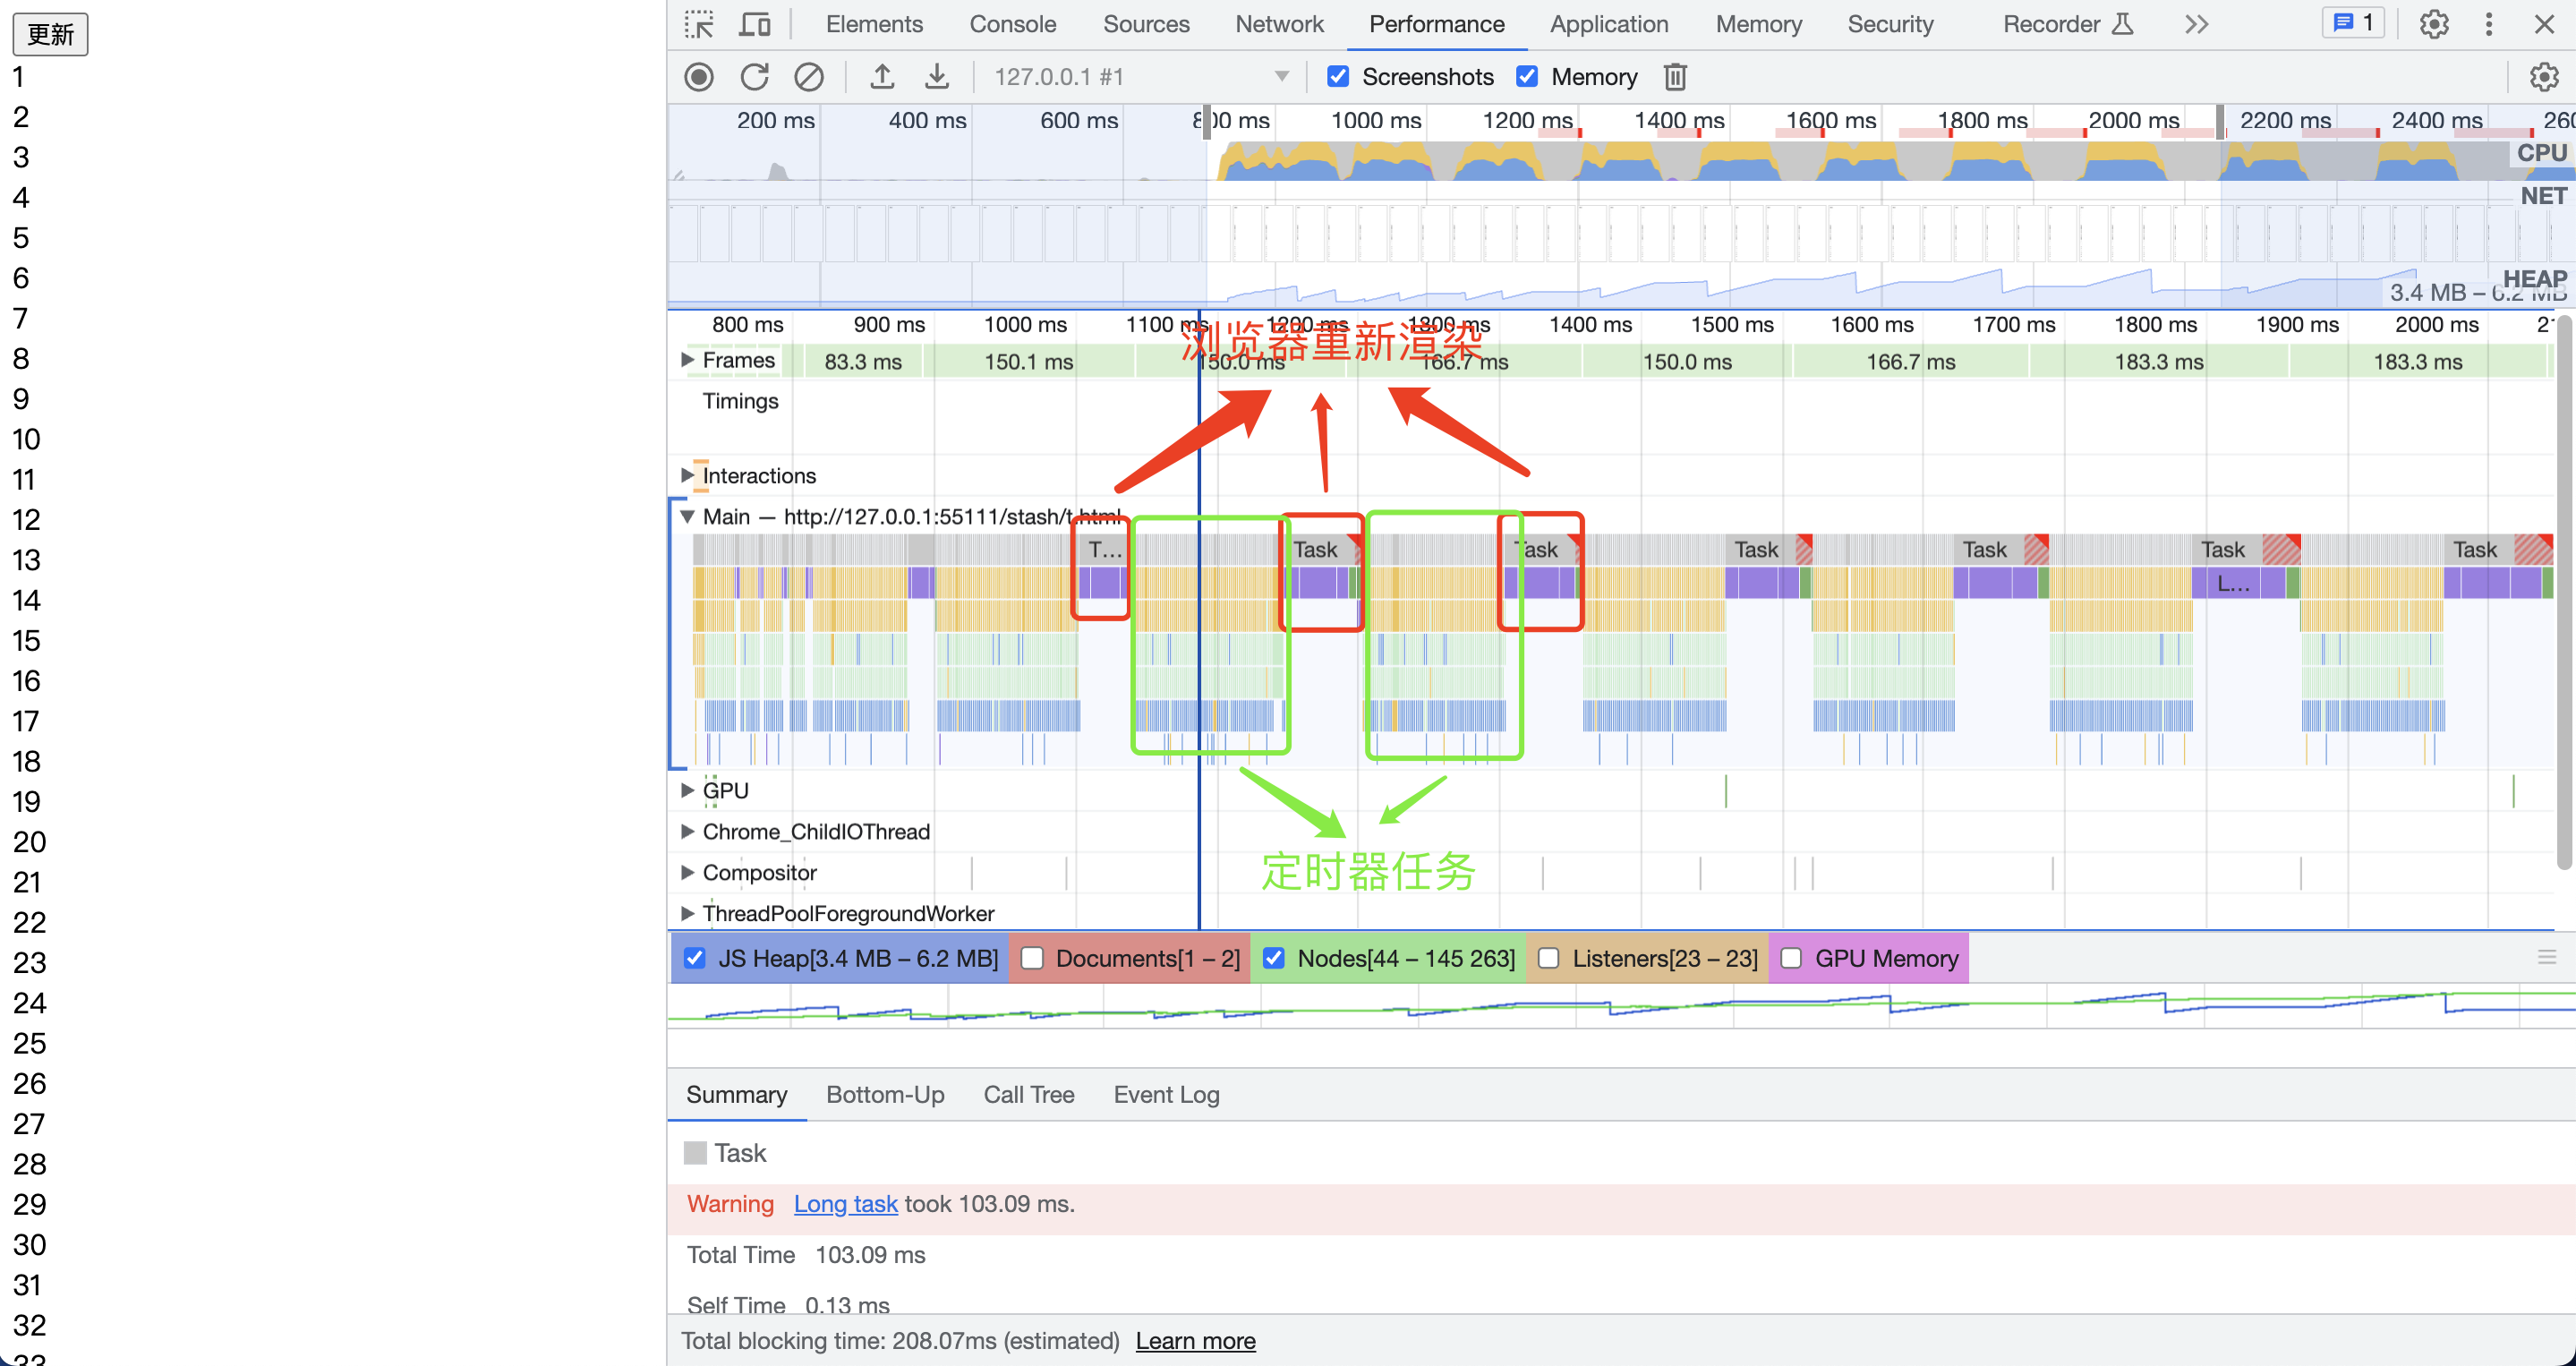 更新
1
2
3
4
5
6
7
8
9
10
11
12
13
14
15
16
17
18
19
20
21
22
23
24
25
26
27
28
29
30
31
32
33
Elements Console Sources Network Performance Application Memory Security Recorder 1
127.0.0.1 #1 Screenshots Memory
200 ms 400 ms 600 ms 800 ms 1000 ms 1200 ms 1400 ms 1600 ms 1800 ms 2000 ms 2200 ms 2400 ms 260
CPU
NET
HEAP
3.4 MB – 6.2 MB
800 ms 900 ms 1000 ms 1100 ms 1200 ms 1300 ms 1400 ms 1500 ms 1600 ms 1700 ms 1800 ms 1900 ms 2000 ms 21
浏览器重新渲染
Frames 83.3 ms 150.1 ms 150.0 ms 166.7 ms 150.0 ms 166.7 ms 183.3 ms 183.3 ms
Timings
Interactions
Main — http://127.0.0.1:55111/stash/t.html
T... Task Task Task Task Task Task
L...
GPU
Chrome_ChildIOThread
定时器任务
Compositor
ThreadPoolForegroundWorker
JS Heap[3.4 MB – 6.2 MB] Documents[1 – 2] Nodes[44 – 145 263] Listeners[23 – 23] GPU Memory
Summary Bottom-Up Call Tree Event Log
Task
Warning Long task took 103.09 ms.
Total Time 103.09 ms
Self Time 0.13 ms
Total blocking time: 208.07ms (estimated) Learn more